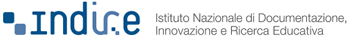 indire
Istituto Nazionale di Documentazione,
Innovazione e Ricerca Educativa